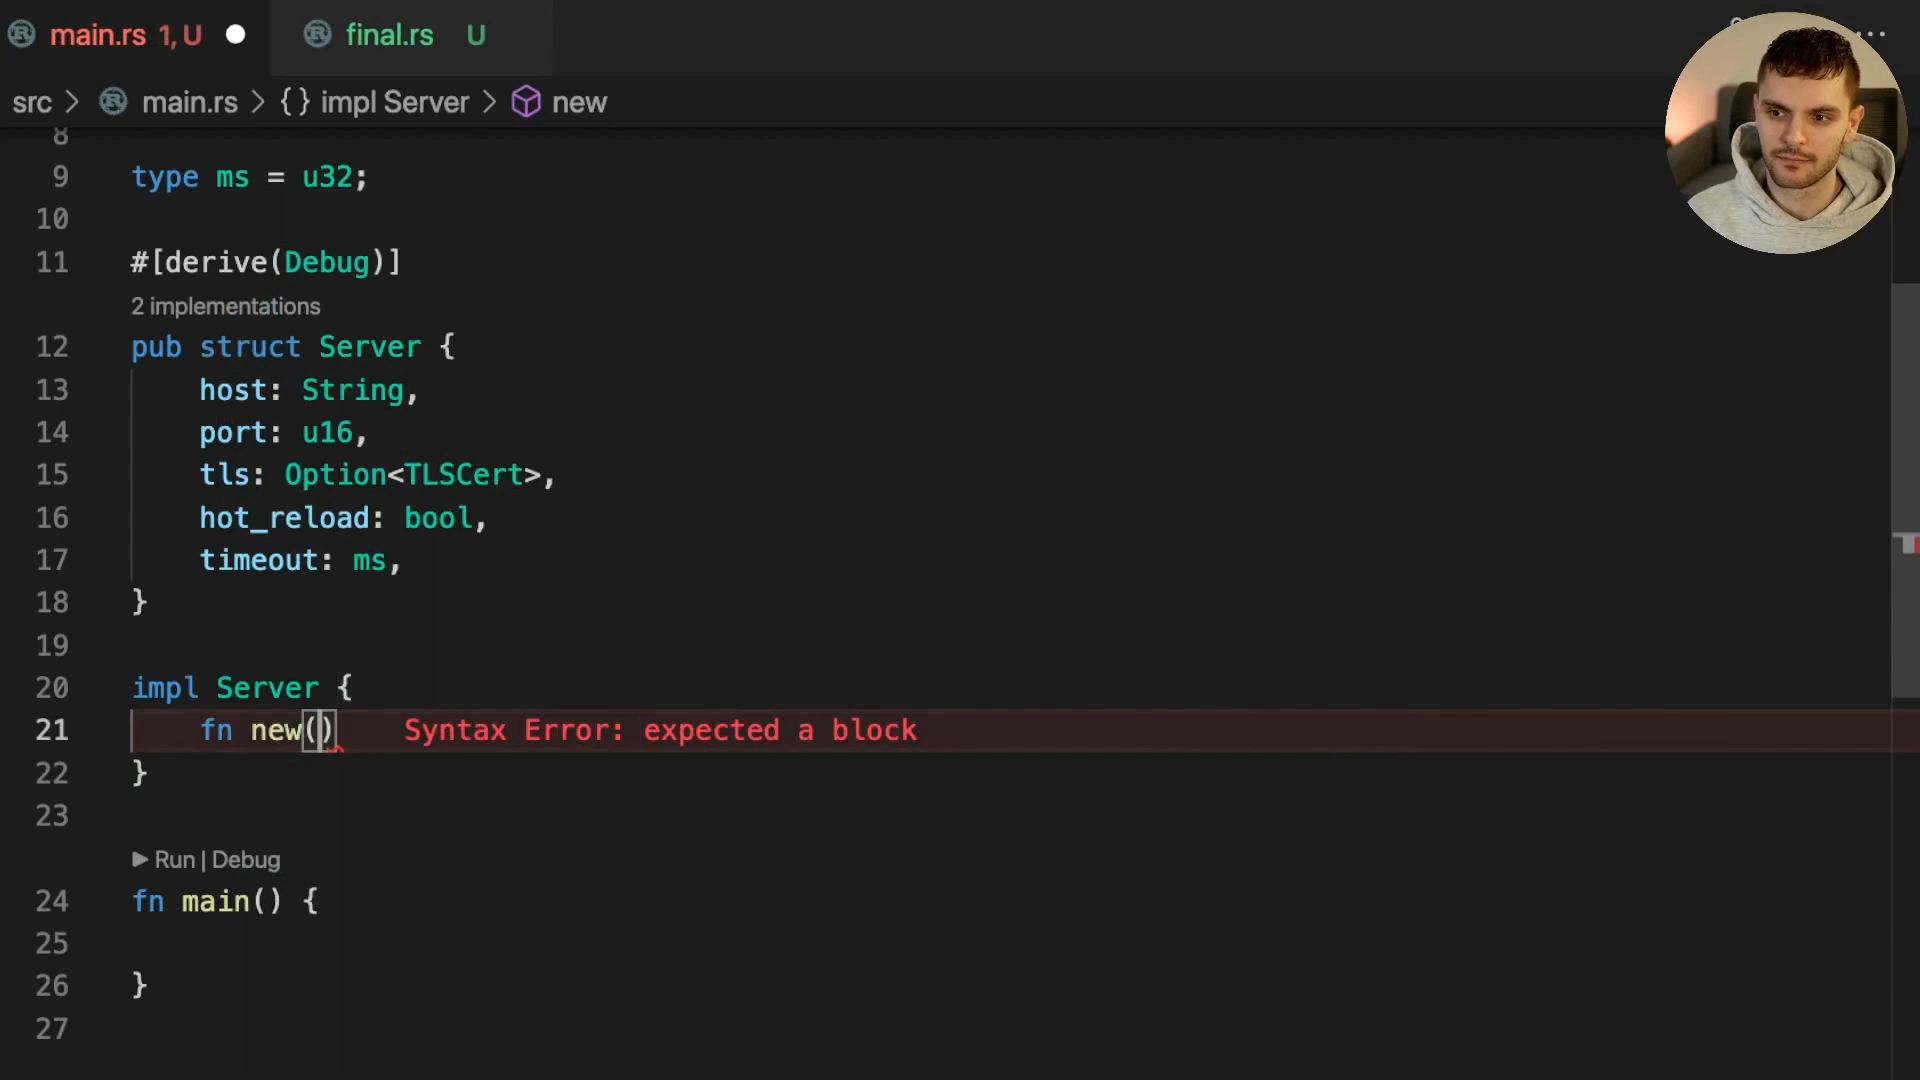 main.rs 1, U
final.rs U
src > main.rs > {} impl Server > new
8
9 type ms = u32;
10
11 #[derive(Debug)]
2 implementations
12 pub struct Server {
13 host: String,
14 port: u16,
15 tls: Option<TLSCert>,
16 hot_reload: bool,
17 timeout: ms,
18 }
19
20 impl Server {
21 fn new() Syntax Error: expected a block
22 }
23
▶ Run | Debug
24 fn main() {
25
26 }
27